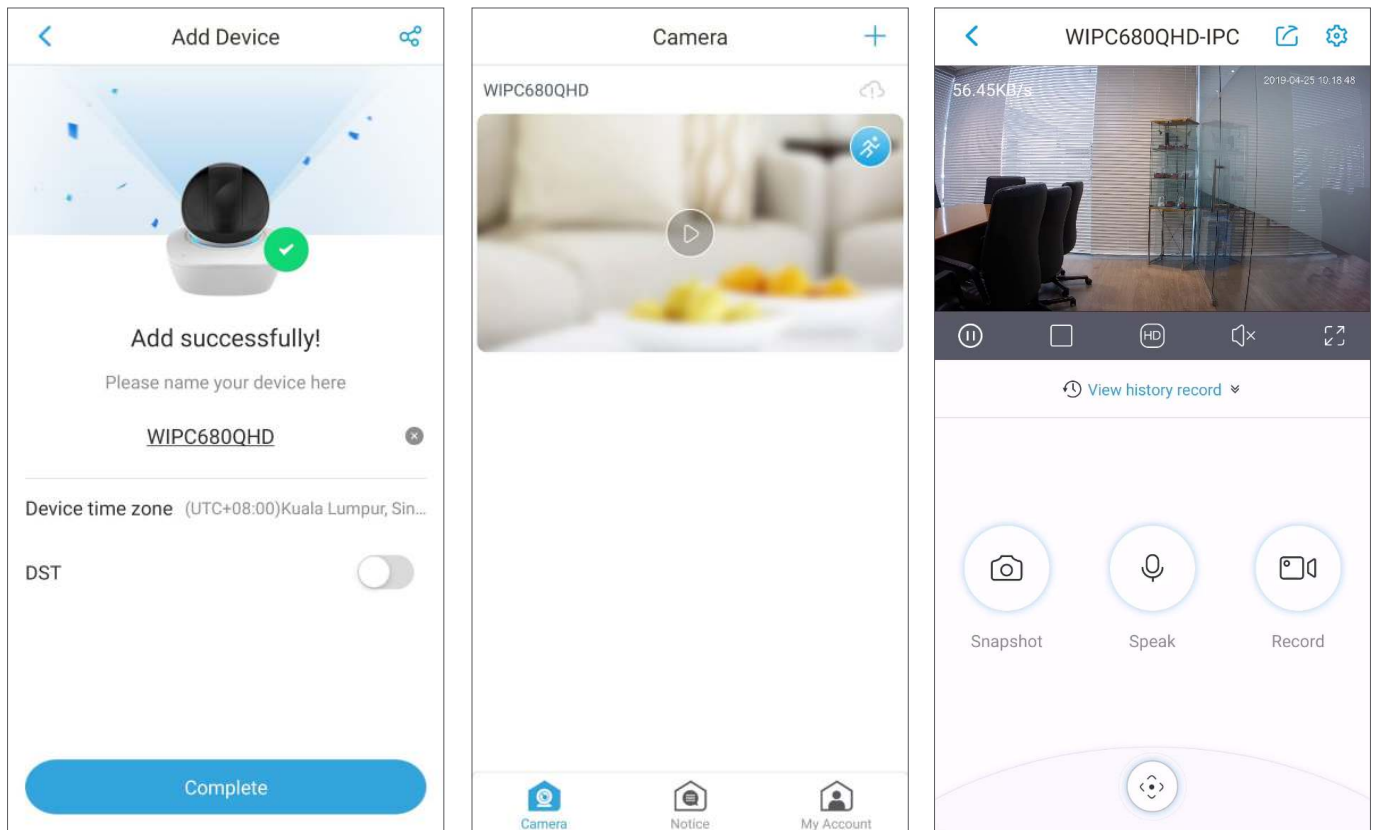 Add Device
Add successfully!
Please name your device here
WIPC680QHD
Device time zone (UTC+08:00)Kuala Lumpur, Sin...
DST
Complete
Camera
WIPC680QHD
Camera
Notice
My Account
WIPC680QHD-IPC
56.45KB/s
2019-04-25 10:18:48
HD
View history record
Snapshot
Speak
Record